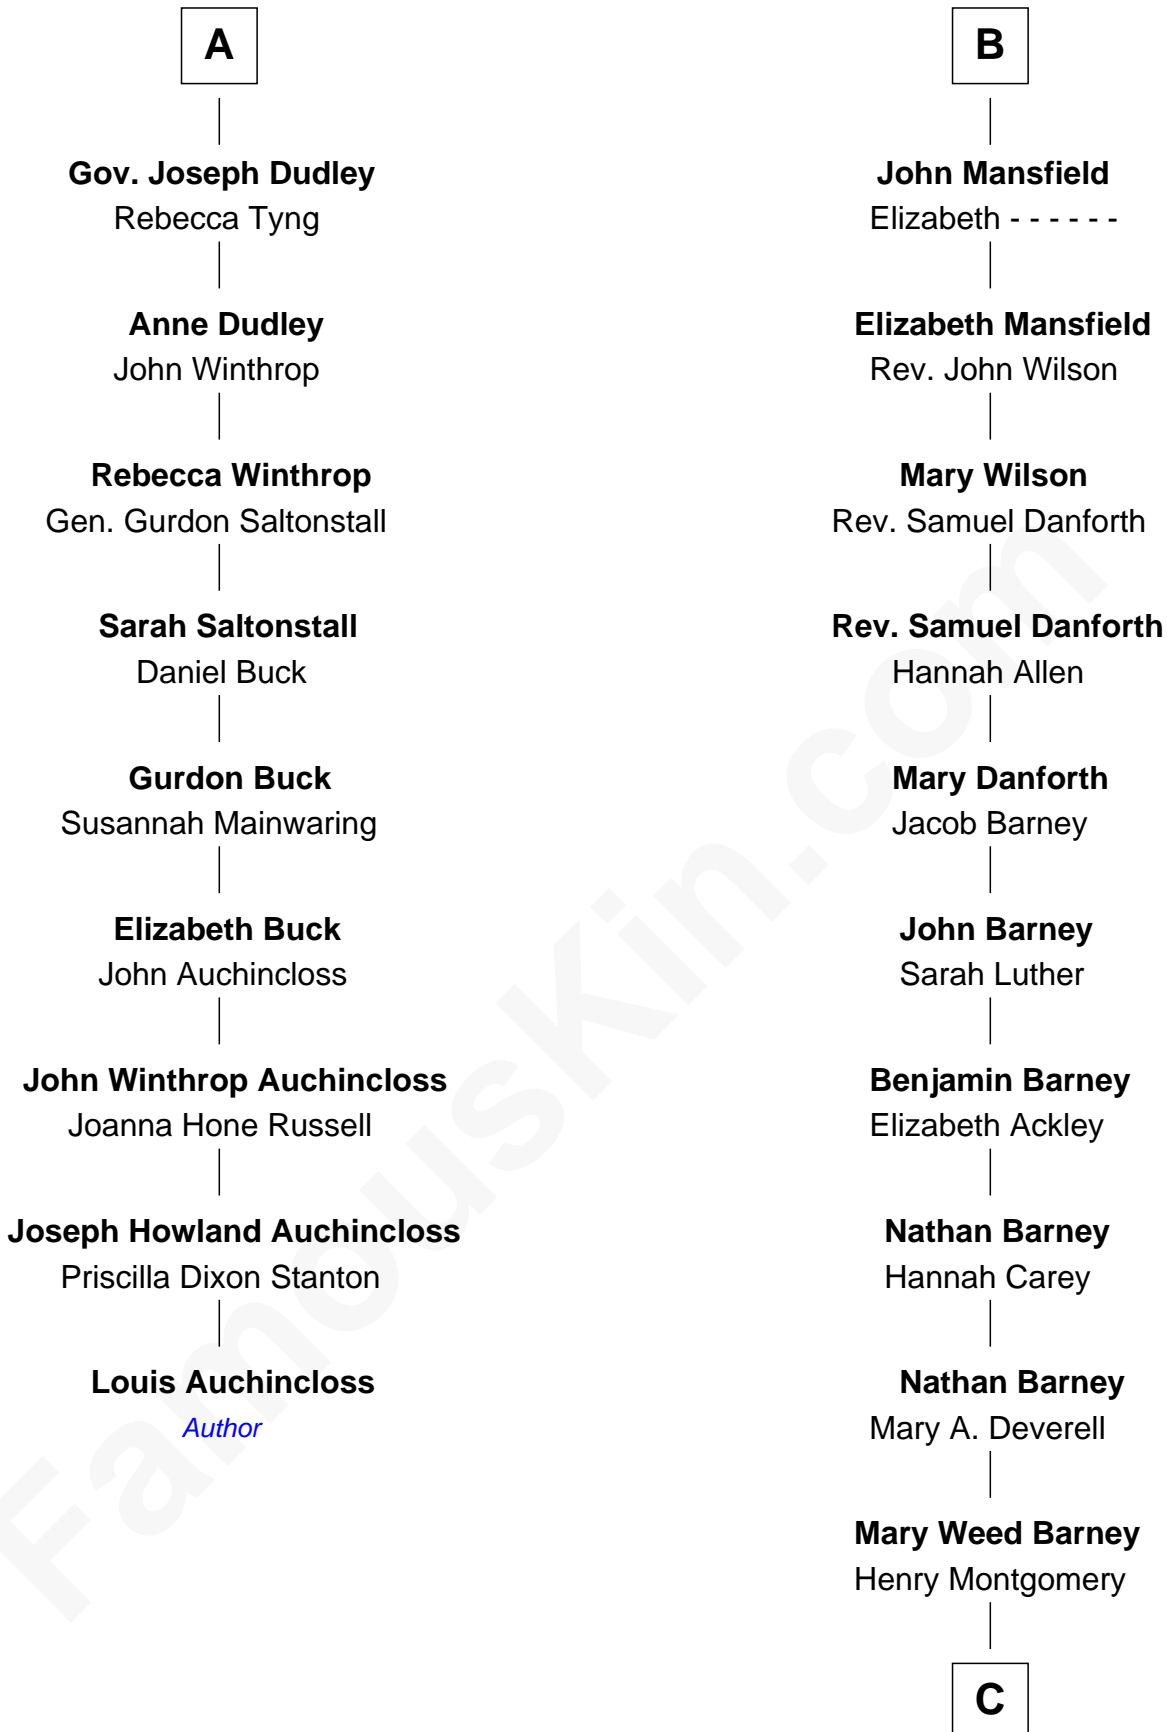 A
Gov. Joseph Dudley
Rebecca Tyng
Anne Dudley
John Winthrop
Rebecca Winthrop
Gen. Gurdon Saltonstall
Sarah Saltonstall
Daniel Buck
Gurdon Buck
Susannah Mainwaring
Elizabeth Buck
John Auchincloss
John Winthrop Auchincloss
Joanna Hone Russell
Joseph Howland Auchincloss
Priscilla Dixon Stanton
Louis Auchincloss
Author
B
John Mansfield
Elizabeth - - - - - -
Elizabeth Mansfield
Rev. John Wilson
Mary Wilson
Rev. Samuel Danforth
Rev. Samuel Danforth
Hannah Allen
Mary Danforth
Jacob Barney
John Barney
Sarah Luther
Benjamin Barney
Elizabeth Ackley
Nathan Barney
Hannah Carey
Nathan Barney
Mary A. Deverell
Mary Weed Barney
Henry Montgomery
C
FamousKin.com